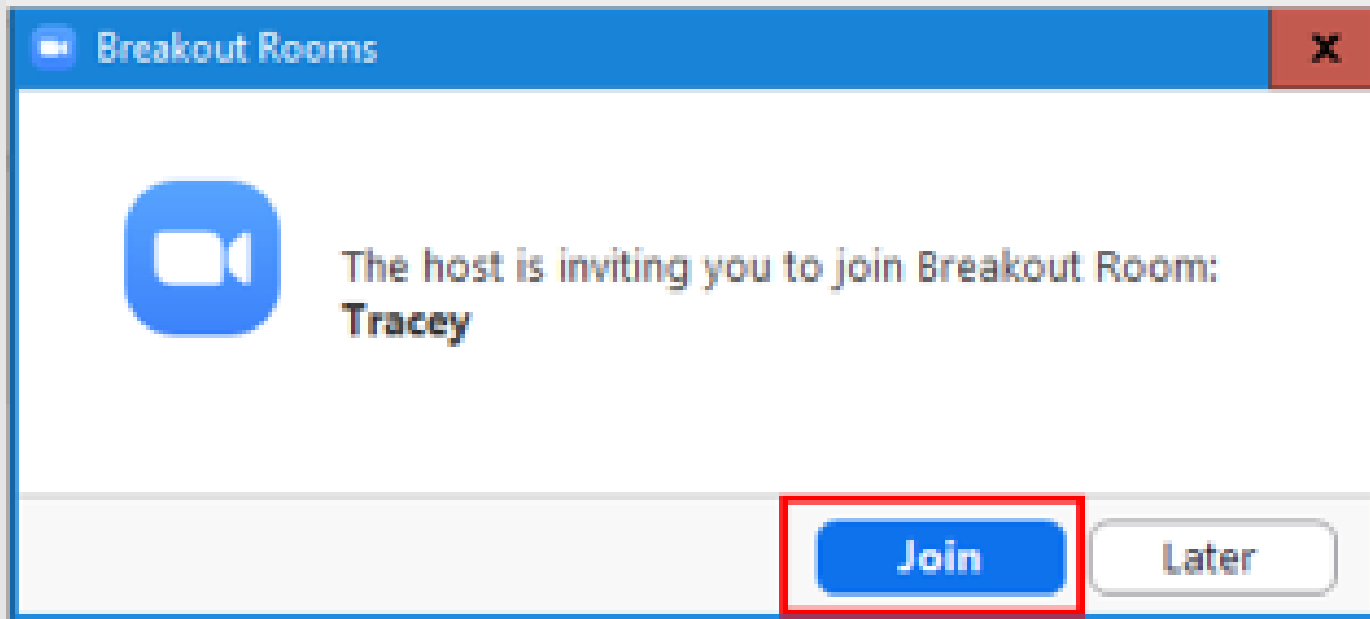 Breakout Rooms
x
The host is inviting you to join Breakout Room:
Tracey
Join
Later